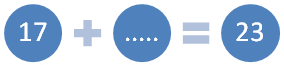 17 + ..... = 23